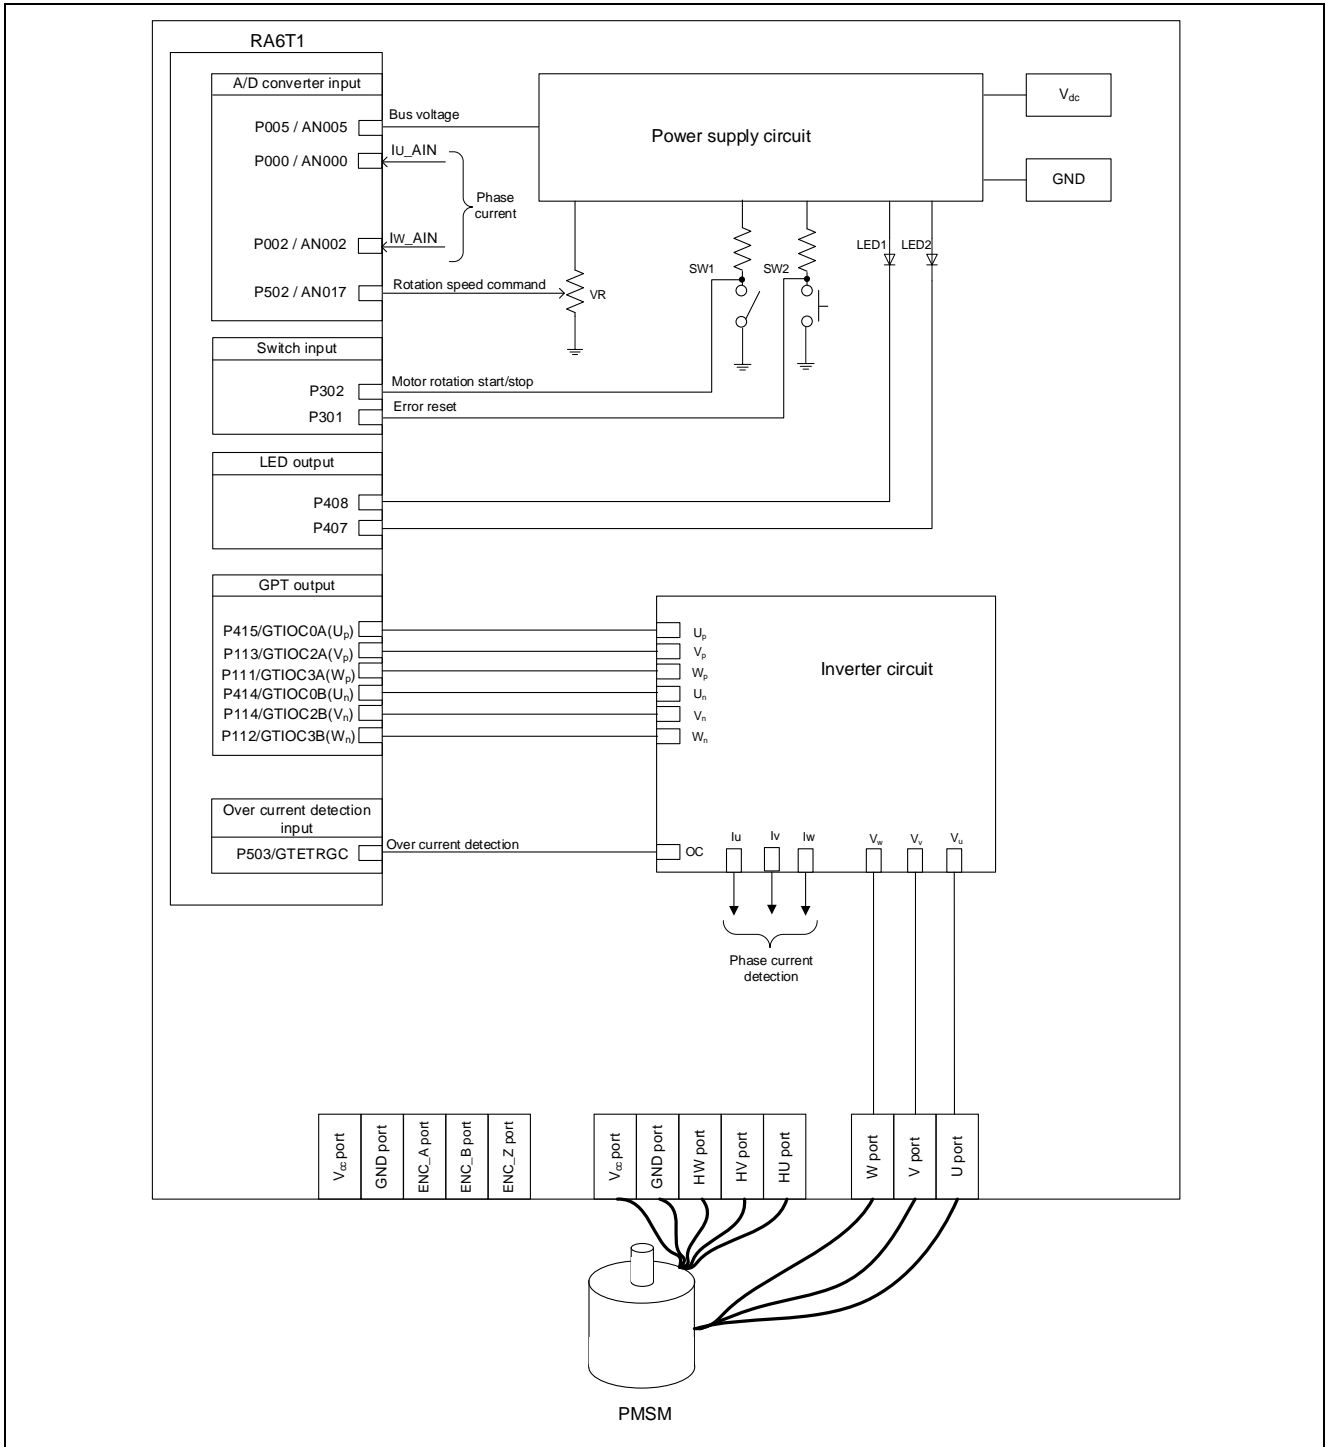 RA6T1
A/D converter input
P005 / AN005
P000 / AN000
P002 / AN002
P502 / AN017
Bus voltage
IU_AIN
Phase
current
IW_AIN
Rotation speed command
VR
Power supply circuit
Vdc
GND
SW1
SW2
LED1
LED2
Switch input
P302
P301
Motor rotation start/stop
Error reset
LED output
P408
P407
GPT output
P415/GTIOC0A(Up)
P113/GTIOC2A(Vp)
P111/GTIOC3A(Wp)
P414/GTIOC0B(Un)
P114/GTIOC2B(Vn)
P112/GTIOC3B(Wn)
Up
Vp
Wp
Un
Vn
Wn
Inverter circuit
Over current detection
input
P503/GTETRGC
Over current detection
OC
Iu
Iv
Iw
Vw
Vv
Vu
Phase current
detection
Vcc port
GND port
ENC_A port
ENC_B port
ENC_Z port
Vcc port
GND port
HW port
HV port
HU port
W port
V port
U port
PMSM